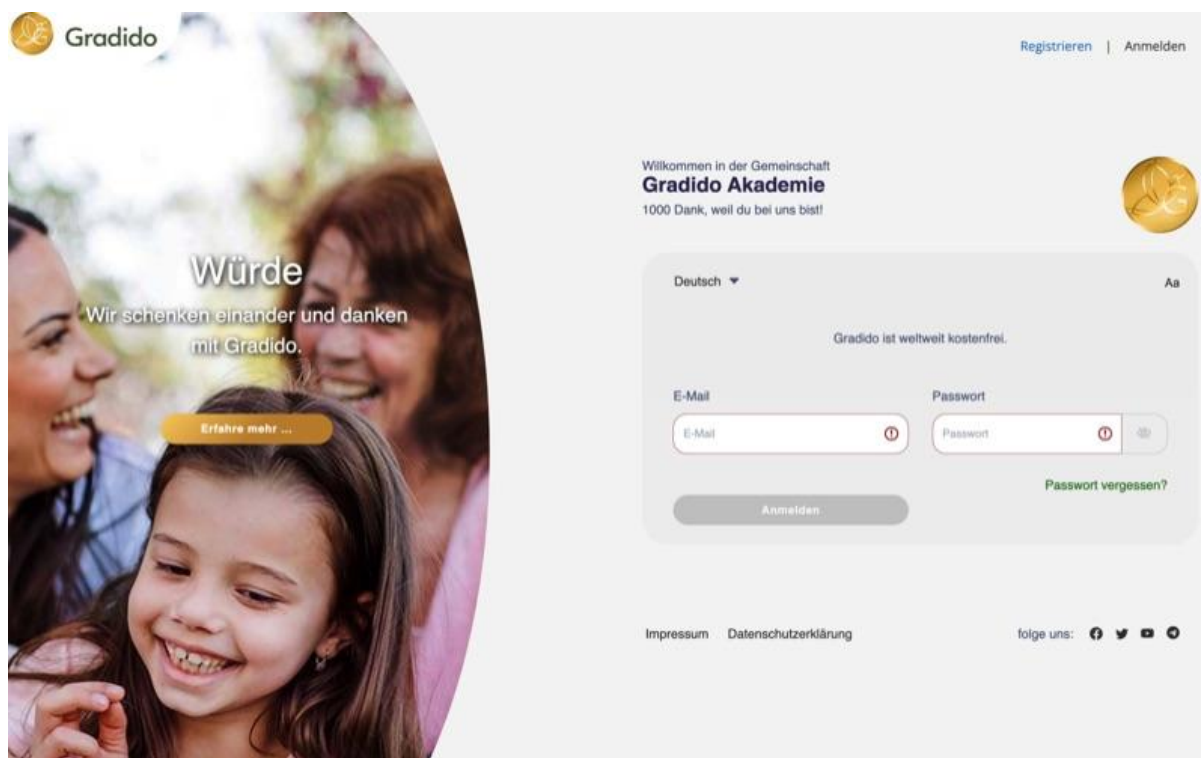 Gradido
Registrieren | Anmelden
Willkommen in der Gemeinschaft
Gradido Akademie
1000 Dank, weil du bei uns bist!
Würde
Wir schenken einander und danken
mit Gradido.
Erfahre mehr ...
Deutsch
Aa
Gradido ist weltweit kostenfrei.
E-Mail
Passwort
E-Mail
Passwort
Passwort vergessen?
Anmelden
Impressum Datenschutzerklärung
folge uns: